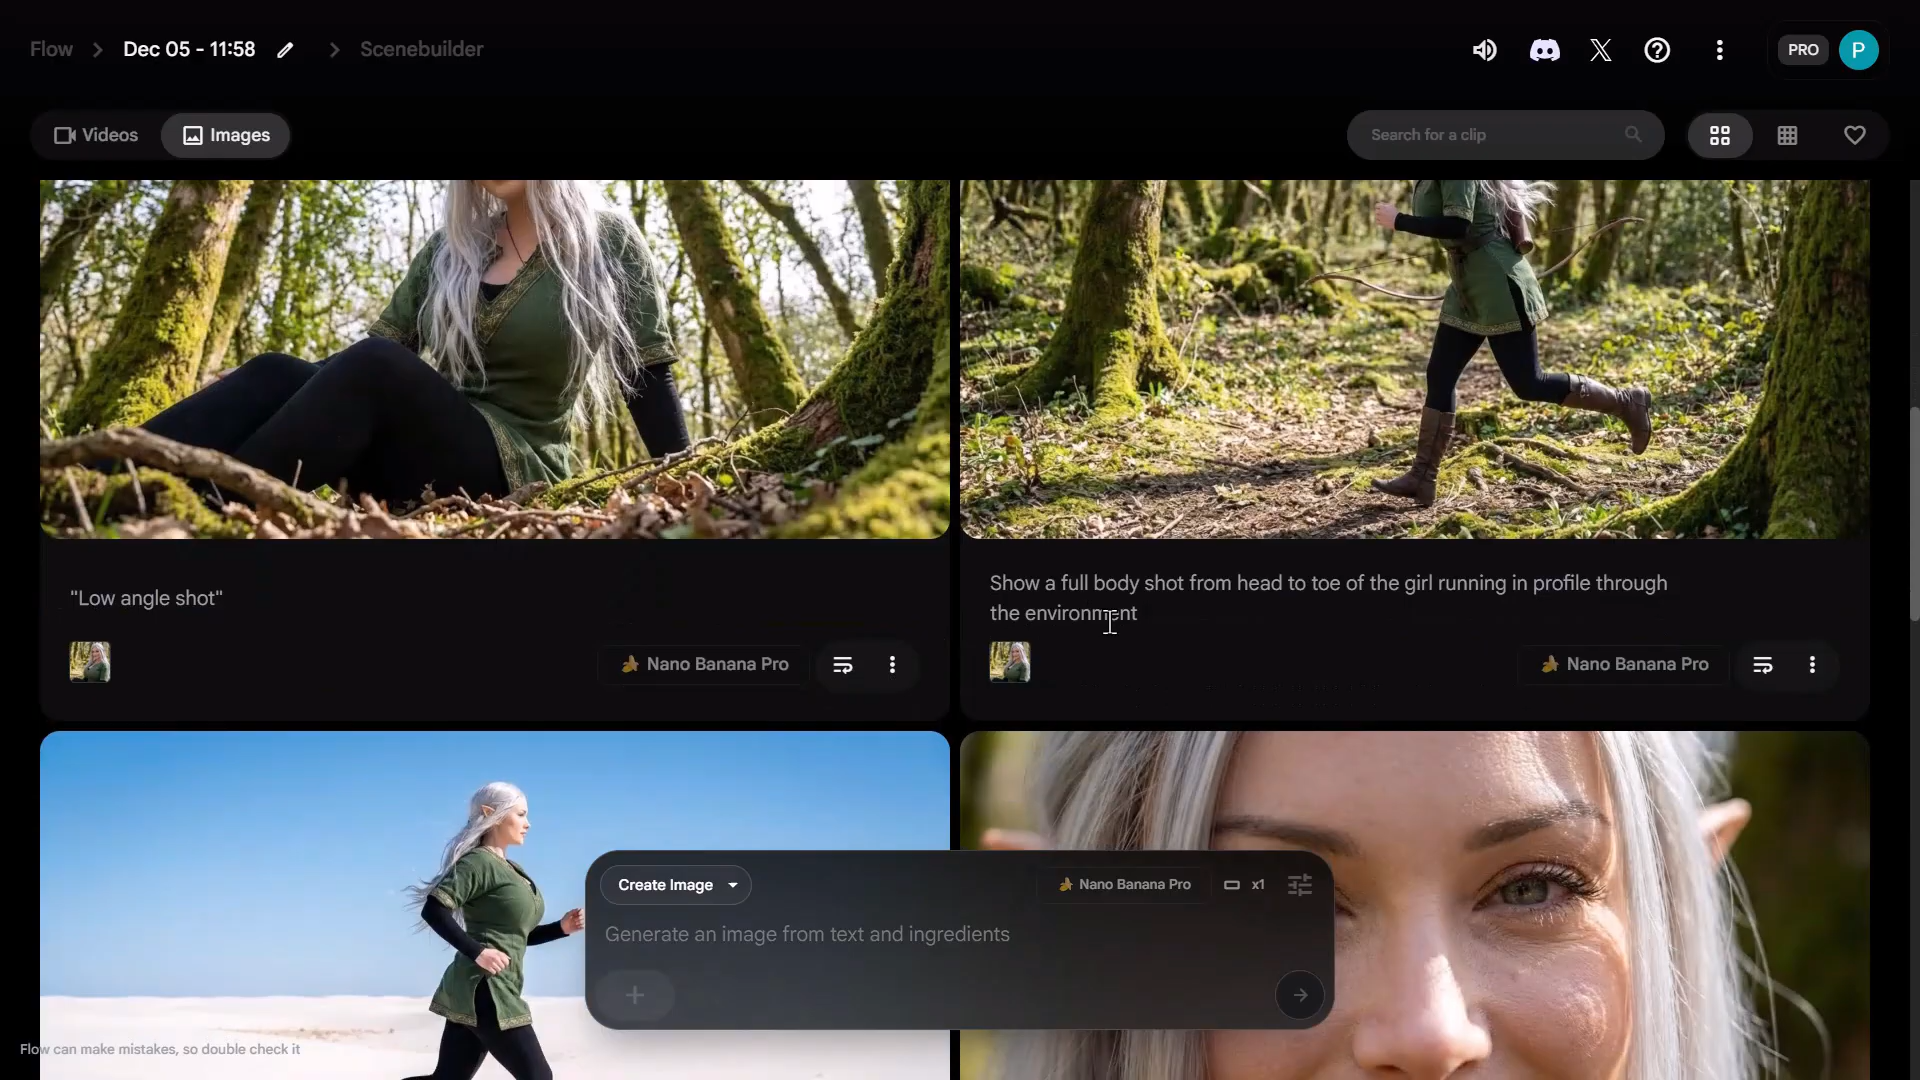 Flow
Dec 05 - 11:58
Scenebuilder
PRO
P
Videos
Images
Search for a clip
"Low angle shot"
Nano Banana Pro
Show a full body shot from head to toe of the girl running in profile through
the environment
Nano Banana Pro
Create Image
Nano Banana Pro
x1
Generate an image from text and ingredients
Flow can make mistakes, so double check it